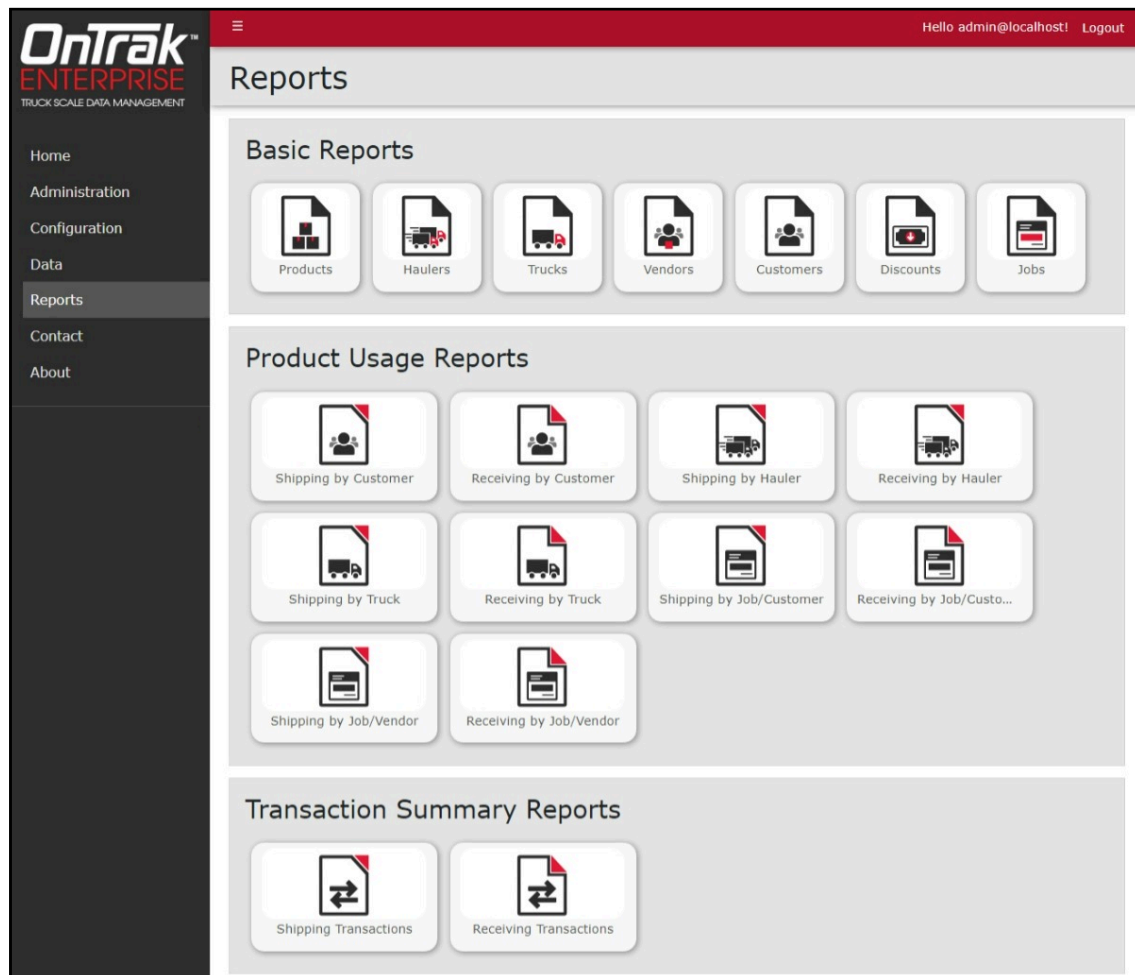 OnTrak™
ENTERPRISE
TRUCK SCALE DATA MANAGEMENT
Home
Administration
Configuration
Data
Reports
Contact
About
☰ Hello admin@localhost! Logout
Reports
Basic Reports
Products Haulers Trucks Vendors Customers Discounts Jobs
Product Usage Reports
Shipping by Customer Receiving by Customer Shipping by Hauler Receiving by Hauler
Shipping by Truck Receiving by Truck Shipping by Job/Customer Receiving by Job/Custo...
Shipping by Job/Vendor Receiving by Job/Vendor
Transaction Summary Reports
Shipping Transactions Receiving Transactions